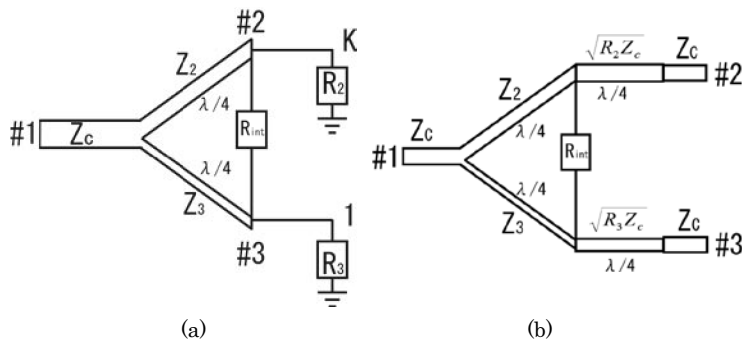 #1
Zc
#2
Z2
λ/4
Rint
λ/4
Z3
#3
K
R2
1
R3
(a)
#1
Zc
Z2
λ/4
Rint
λ/4
Z3
√R2Zc
λ/4
Zc
#2
√R3Zc
λ/4
Zc
#3
(b)